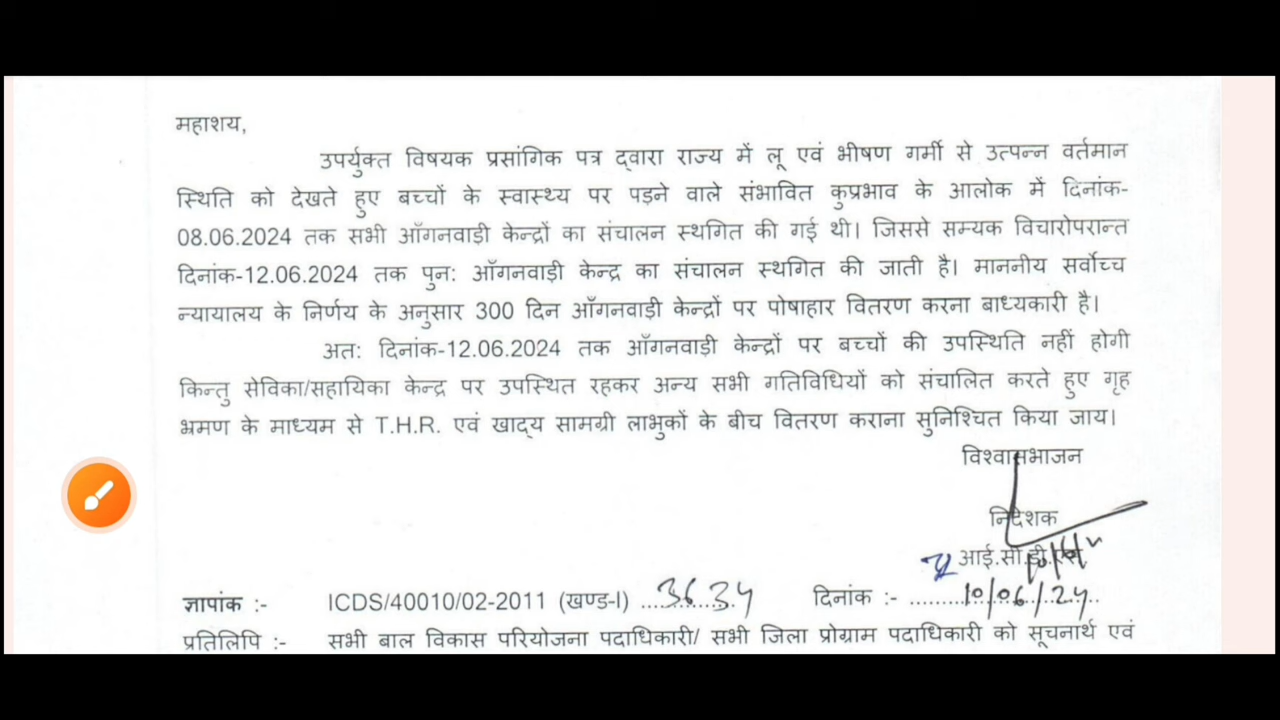 महाशय,
उपर्युक्त विषयक प्रसांगिक पत्र द्वारा राज्य में लू एवं भीषण गर्मी से उत्पन्न वर्तमान
स्थिति को देखते हुए बच्चों के स्वास्थ्य पर पड़ने वाले संभावित कुप्रभाव के आलोक में दिनांक-
08.06.2024 तक सभी आँगनवाड़ी केन्द्रों का संचालन स्थगित की गई थी। जिससे सम्यक विचारोपरान्त
दिनांक-12.06.2024 तक पुन: आँगनवाड़ी केन्द्र का संचालन स्थगित की जाती है। माननीय सर्वोच्च
न्यायालय के निर्णय के अनुसार 300 दिन आँगनवाड़ी केन्द्रों पर पोषाहार वितरण करना बाध्यकारी है।
अत: दिनांक-12.06.2024 तक आँगनवाड़ी केन्द्रों पर बच्चों की उपस्थिति नहीं होगी
किन्तु सेविका/सहायिका केन्द्र पर उपस्थित रहकर अन्य सभी गतिविधियों को संचालित करते हुए गृह
भ्रमण के माध्यम से T.H.R. एवं खाद्य सामग्री लाभुकों के बीच वितरण कराना सुनिश्चित किया जाय।
विश्वासभाजन
निदेशक
आई.सी.डी.एस.
ज्ञापांक :- ICDS/40010/02-2011 (खण्ड-I) ....3634 दिनांक :- ........10/06/24..
प्रतिलिपि :- सभी बाल विकास परियोजना पदाधिकारी/ सभी जिला प्रोग्राम पदाधिकारी को सूचनार्थ एवं